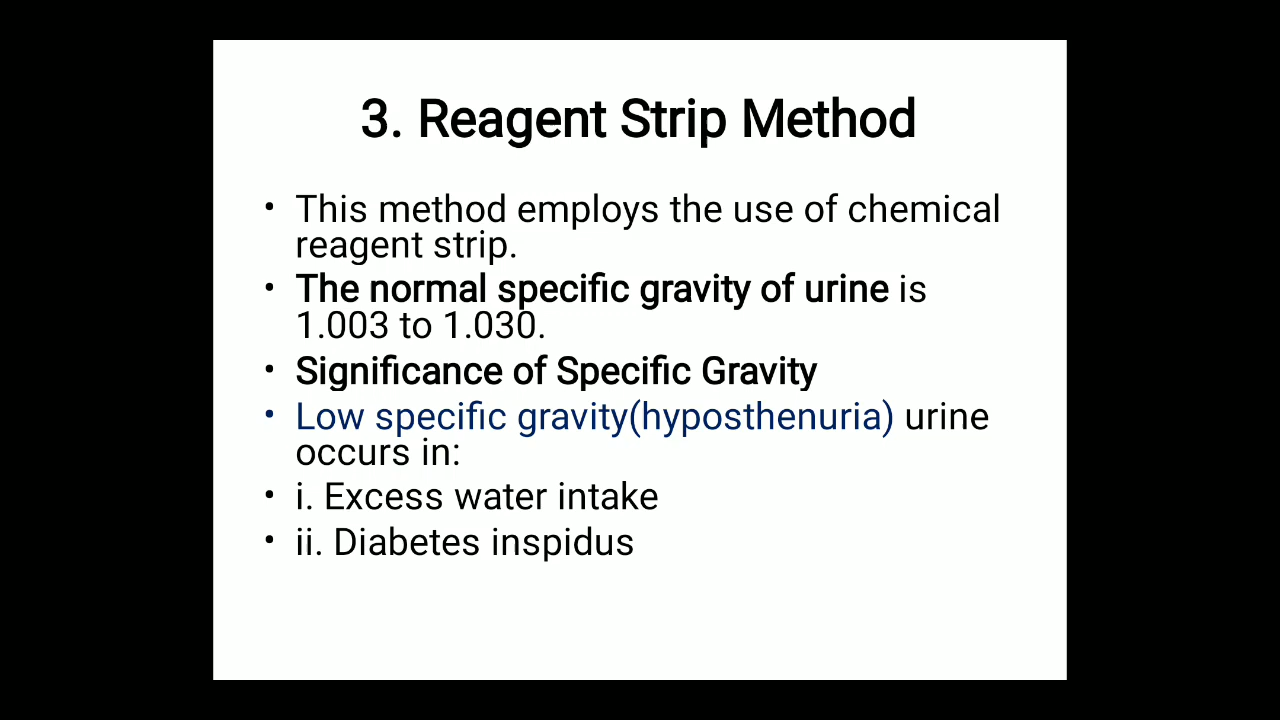 3. Reagent Strip Method
• This method employs the use of chemical
reagent strip.
• The normal specific gravity of urine is
1.003 to 1.030.
• Significance of Specific Gravity
• Low specific gravity(hyposthenuria) urine
occurs in:
• i. Excess water intake
• ii. Diabetes inspidus